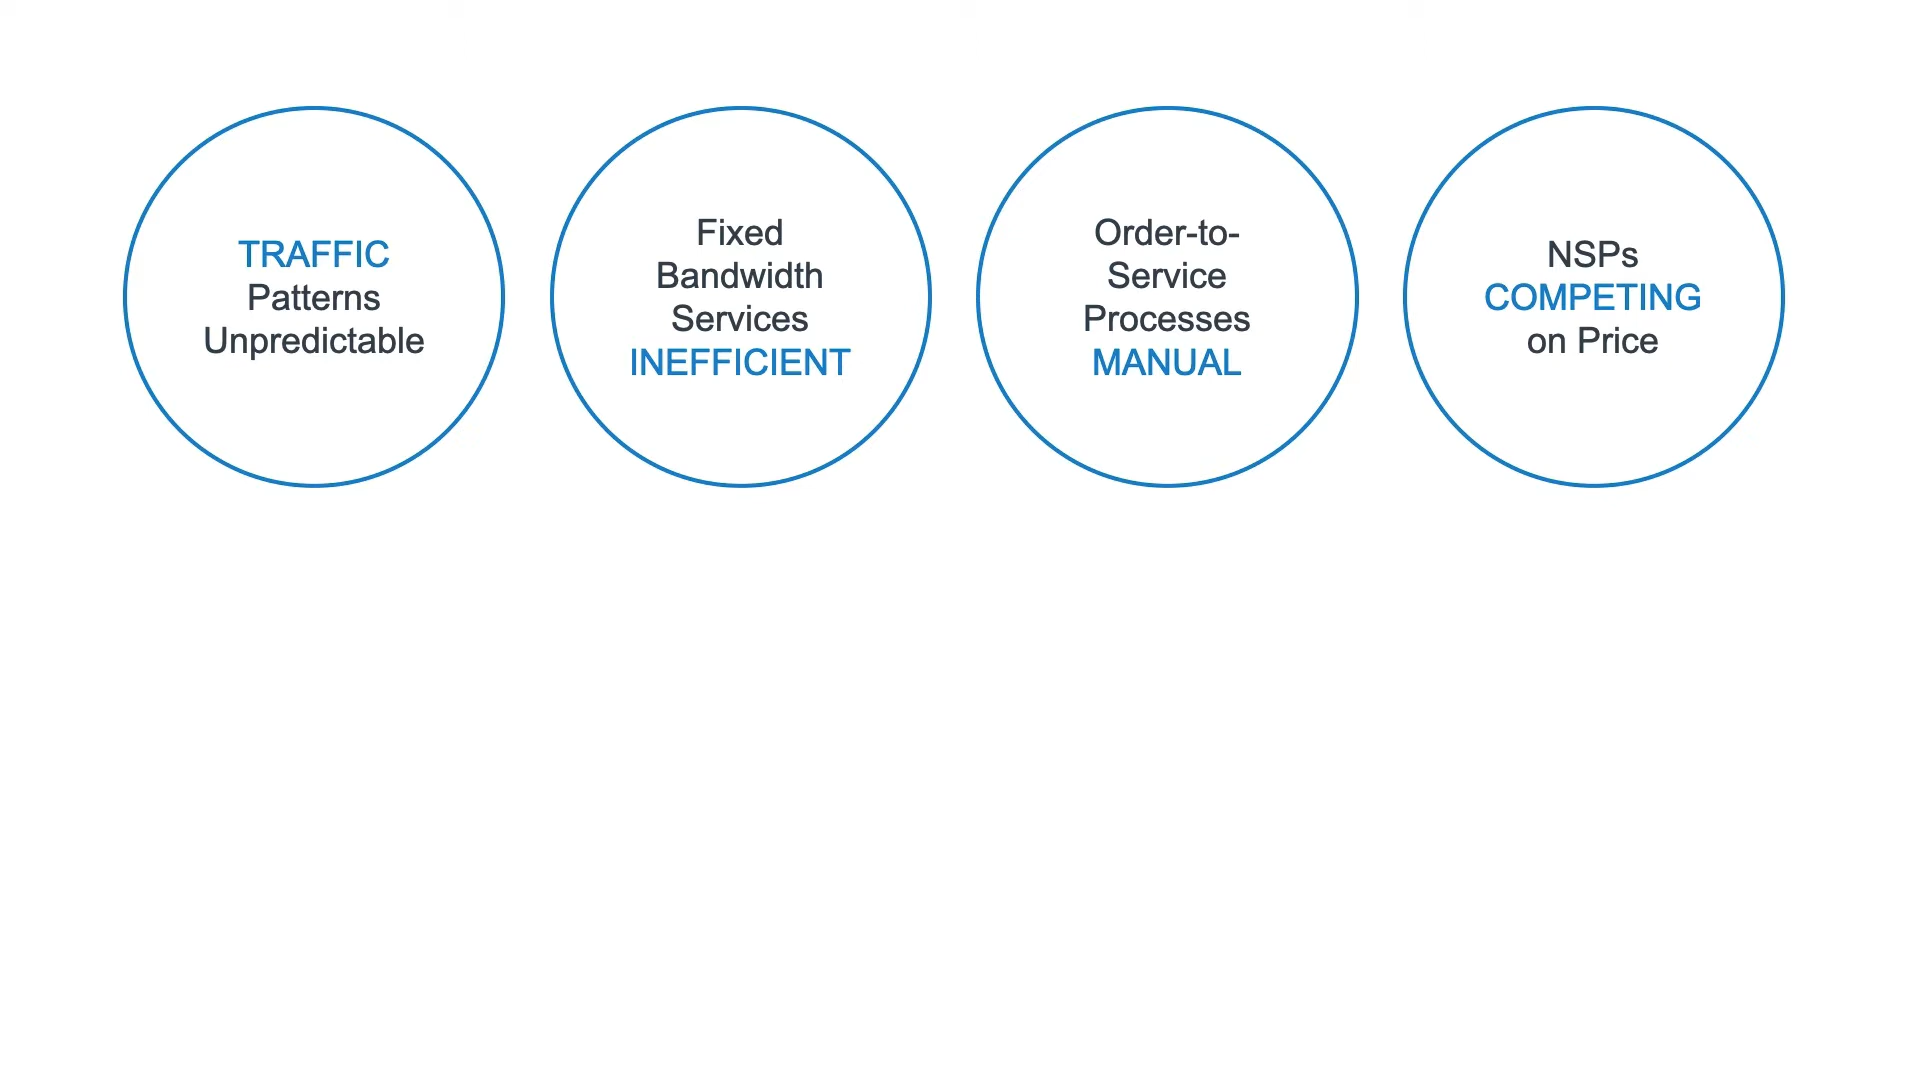 TRAFFIC
Patterns
Unpredictable
Fixed
Bandwidth
Services
INEFFICIENT
Order-to-
Service
Processes
MANUAL
NSPs
COMPETING
on Price